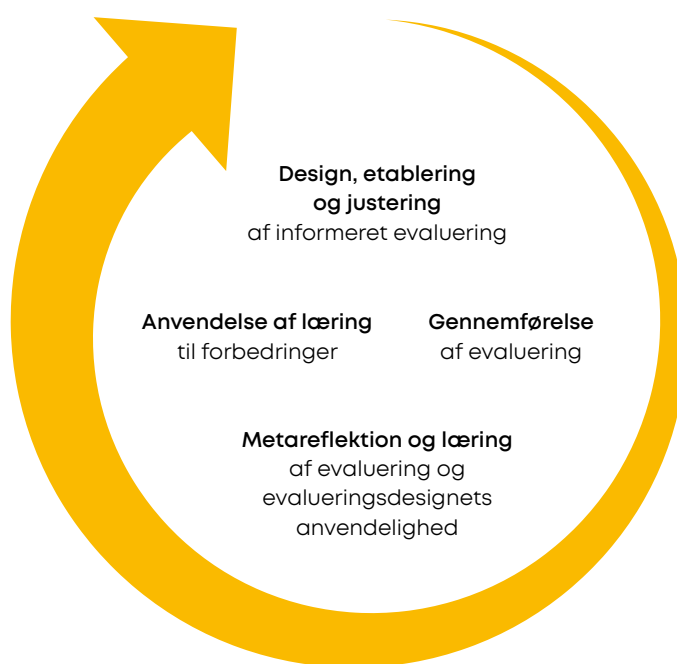 Design, etablering
og justering
af informeret evaluering
Anvendelse af læring
til forbedringer
Gennemførelse
af evaluering
Metareflektion og læring
af evaluering og
evalueringsdesignets
anvendelighed